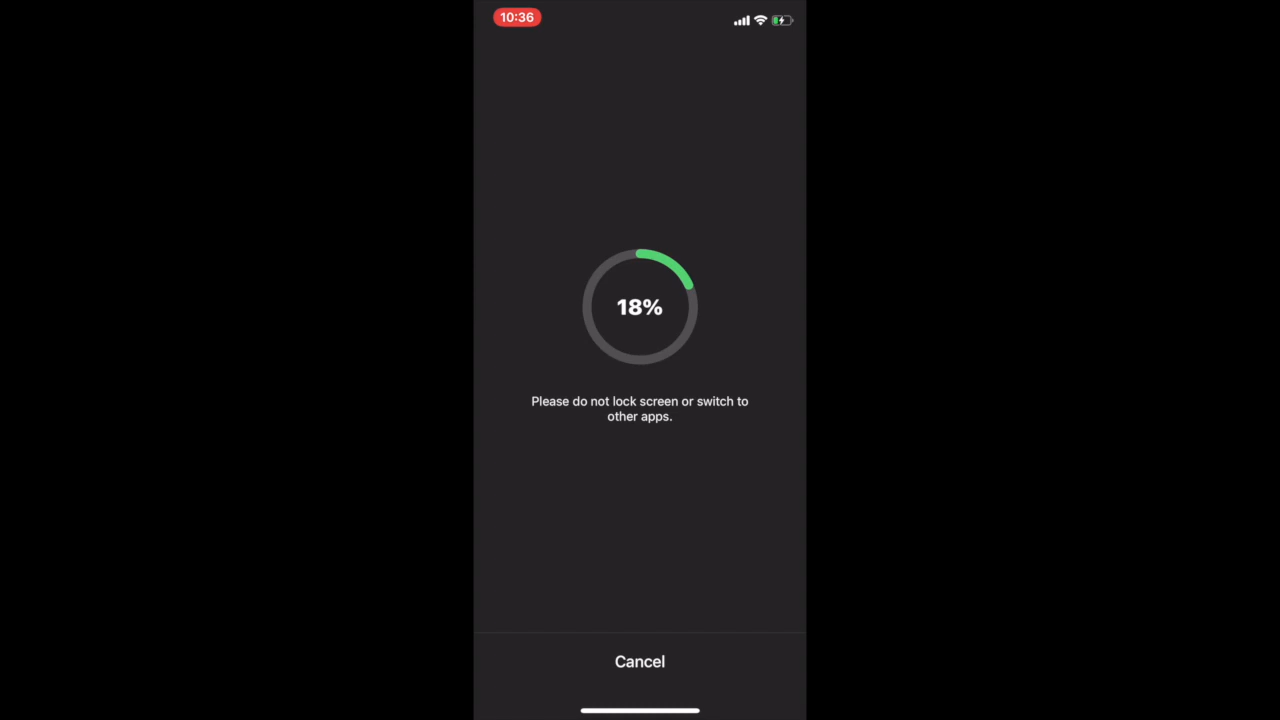 10:36
18%
Please do not lock screen or switch to
other apps.
Cancel